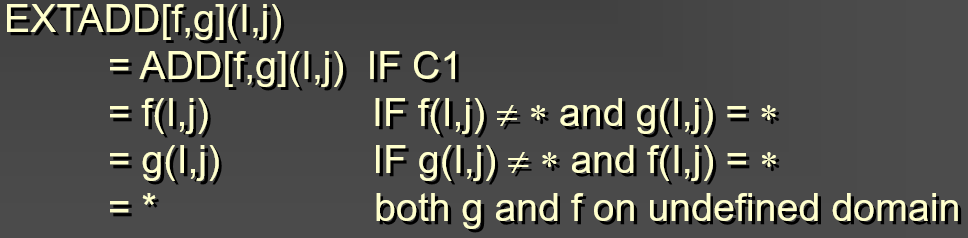 EXTADD[f,g](I,j)
= ADD[f,g](I,j) IF C1
= f(I,j) IF f(I,j) ≠ * and g(I,j) = *
= g(I,j) IF g(I,j) ≠ * and f(I,j) = *
= * both g and f on undefined domain